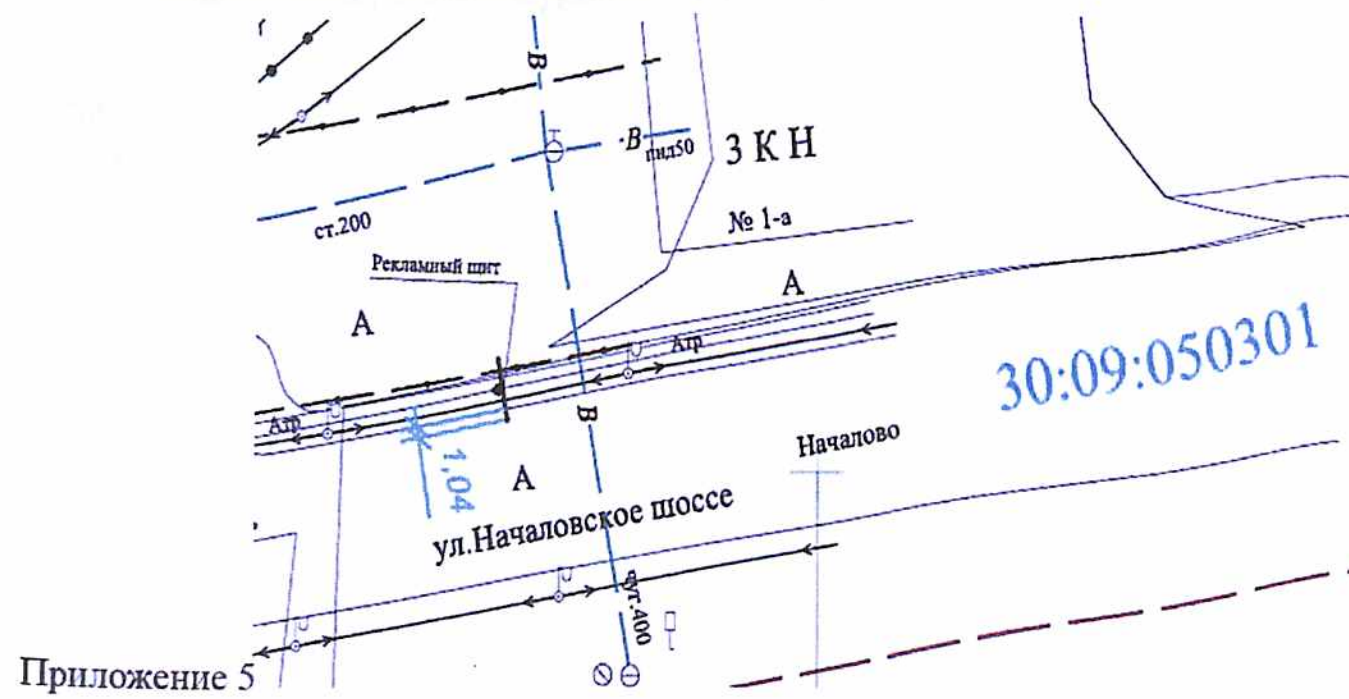 В
·В
пнд50
3 К Н
ст.200
№ 1-а
Рекламный щит
А
А
Атр
30:09:050301
Атр
В
Началово
1,04
А
ул.Началовское шоссе
чуг.400
Приложение 5